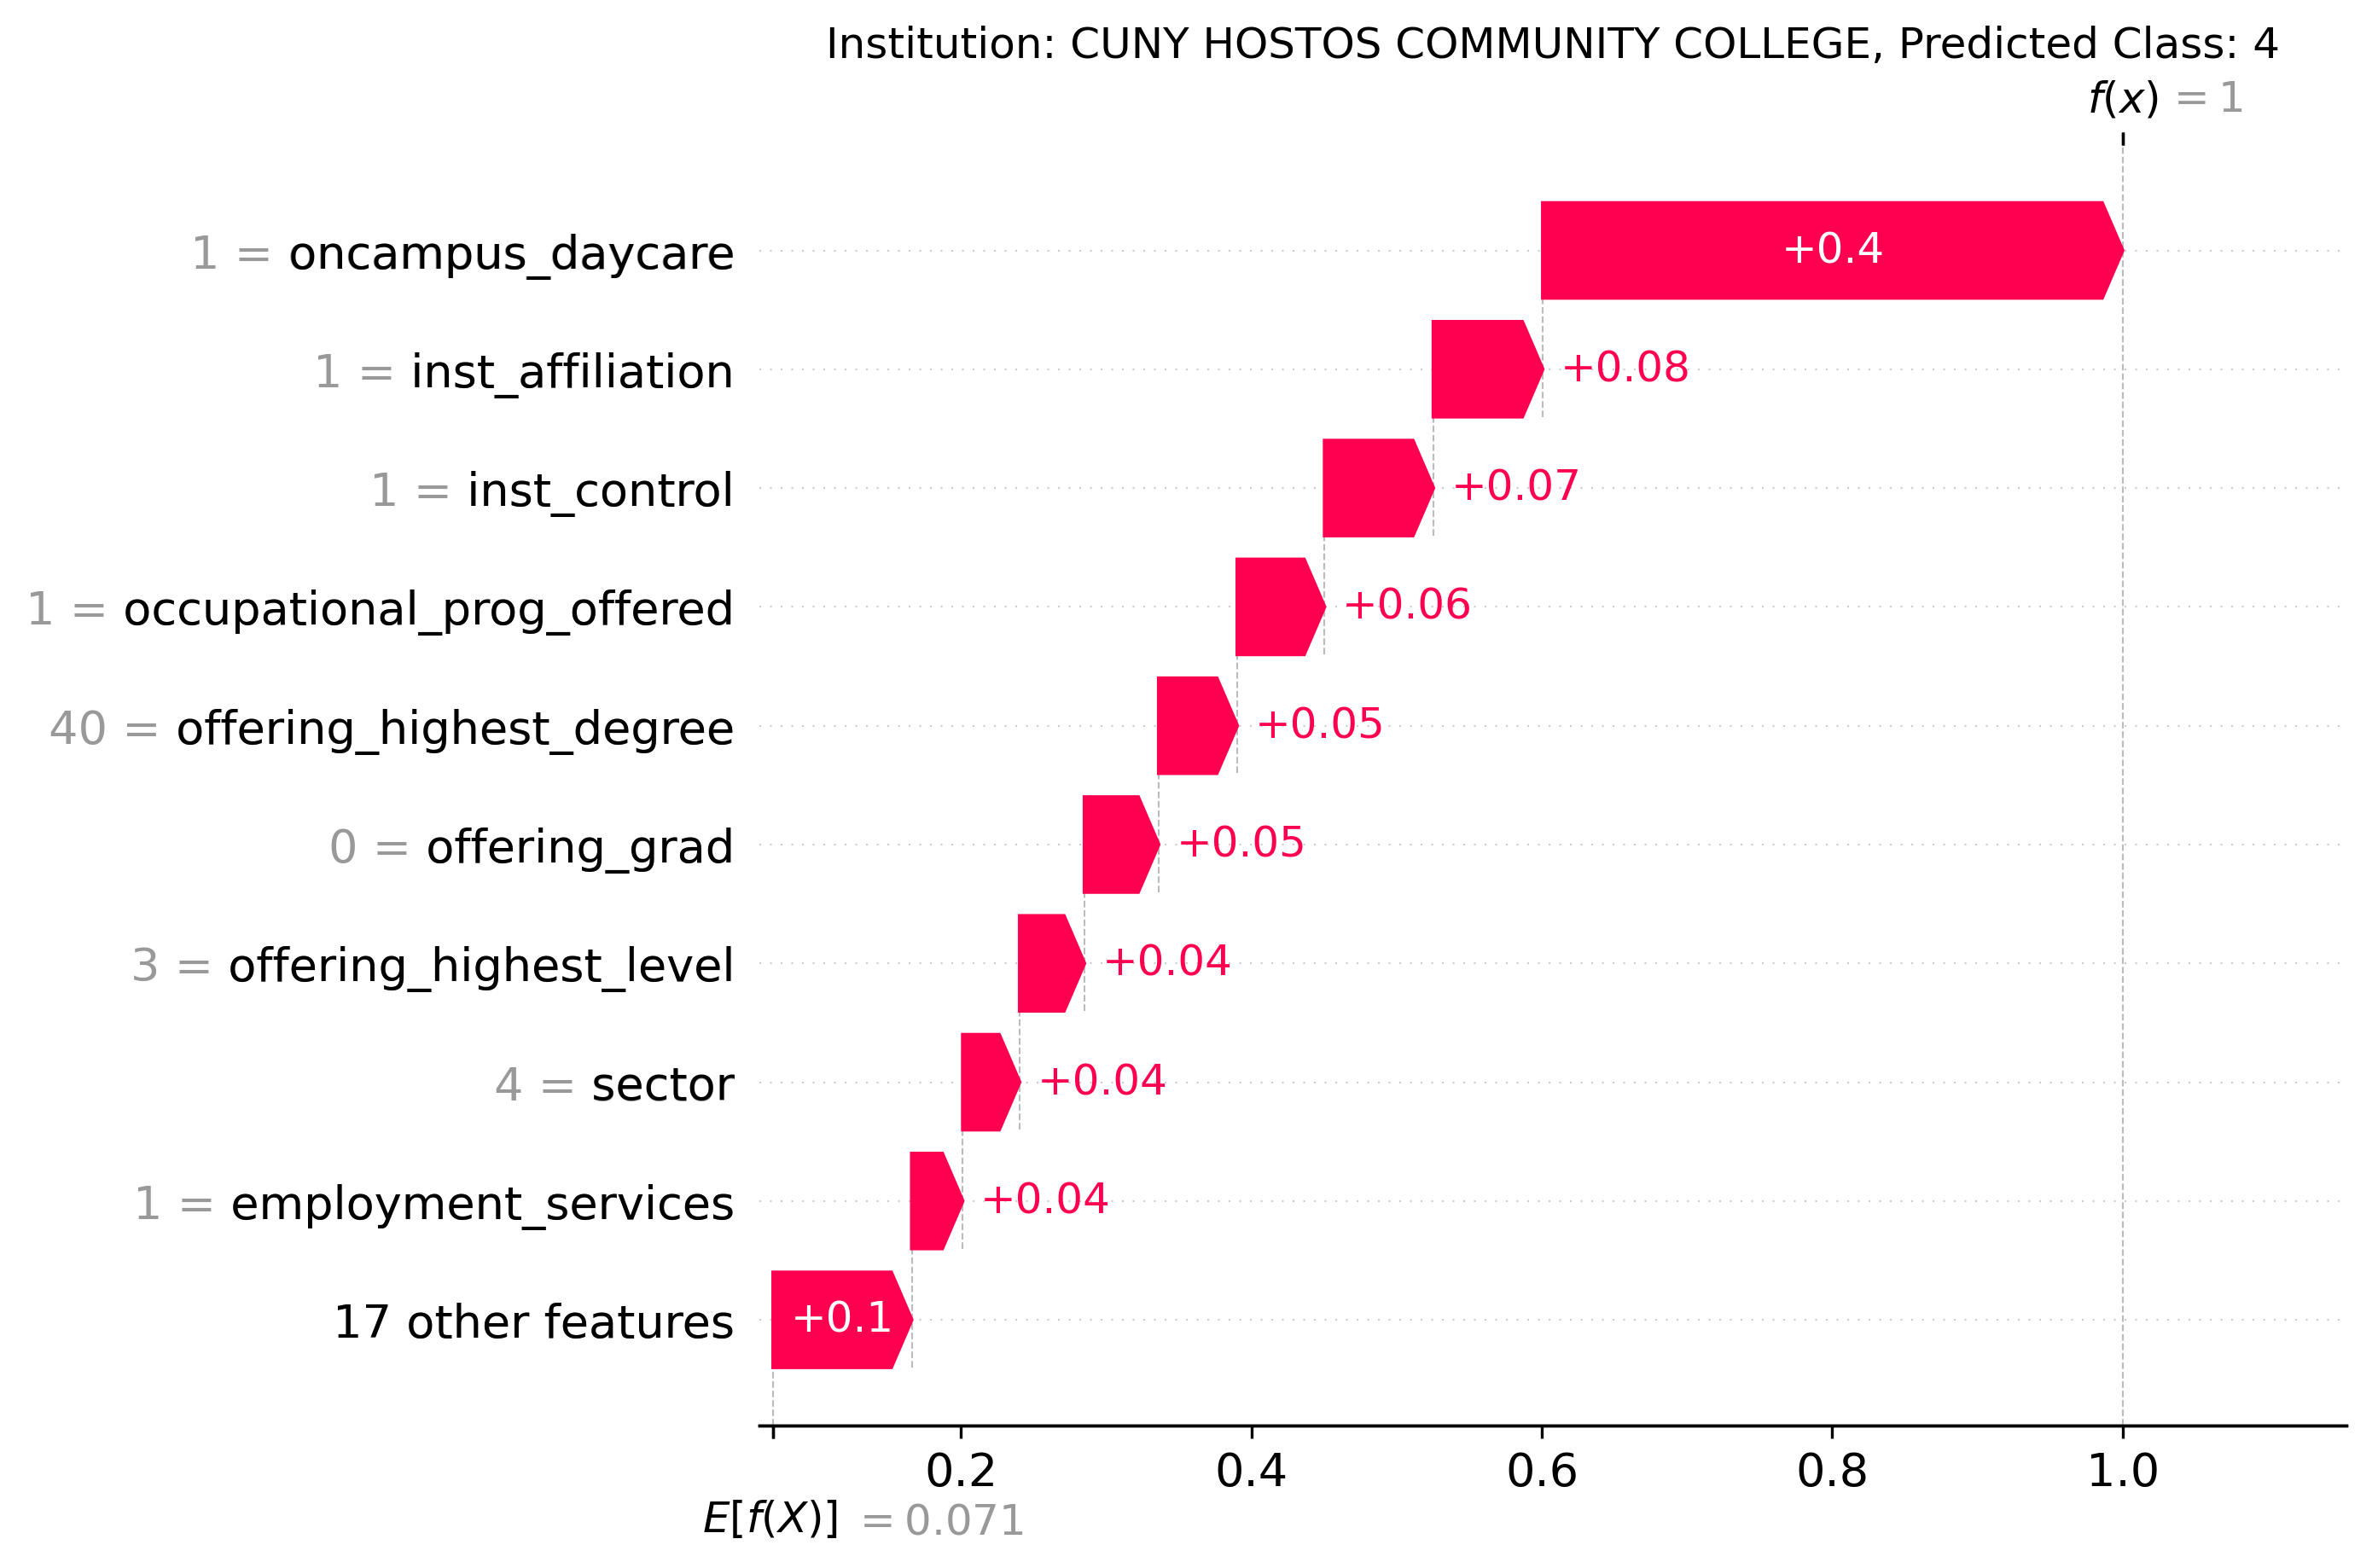 Institution: CUNY HOSTOS COMMUNITY COLLEGE, Predicted Class: 4
f(x) = 1
1 = oncampus_daycare +0.4
1 = inst_affiliation +0.08
1 = inst_control +0.07
1 = occupational_prog_offered +0.06
40 = offering_highest_degree +0.05
0 = offering_grad +0.05
3 = offering_highest_level +0.04
4 = sector +0.04
1 = employment_services +0.04
17 other features +0.1
0.2 0.4 0.6 0.8 1.0
E[f(X)] = 0.071